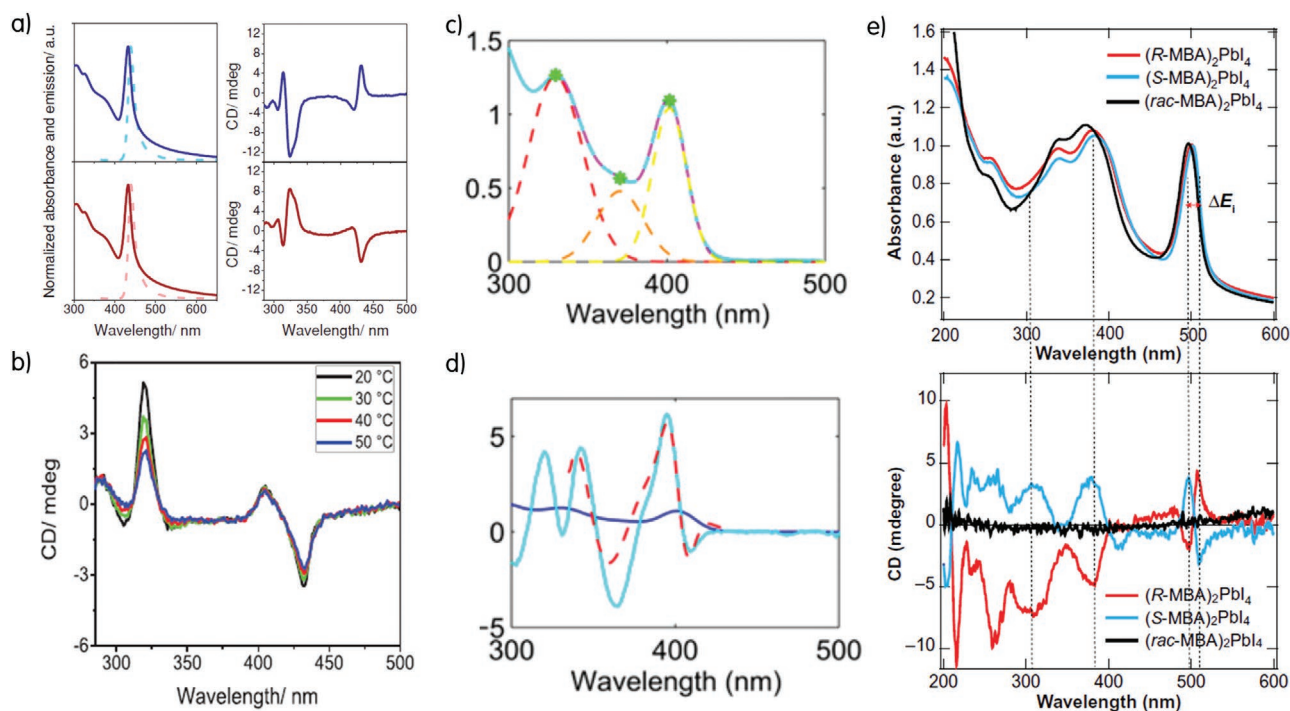 a)
Normalized absorbance and emission/ a.u.
300 400 500 600
Wavelength/ nm
CD/ mdeg
12
8
4
0
-4
-8
-12
CD/ mdeg
12
8
4
0
-4
-8
-12
250 300 350 400 450 500
Wavelength/ nm
b)
CD/ mdeg
6
3
0
-3
-6
20 °C
30 °C
40 °C
50 °C
300 350 400 450 500
Wavelength/ nm
c)
1.5
1
0.5
0
300 400 500
Wavelength (nm)
d)
5
0
-5
300 400 500
Wavelength (nm)
e)
Absorbance (a.u.)
1.6
1.4
1.2
1.0
0.8
0.6
0.4
0.2
(R-MBA)₂PbI₄
(S-MBA)₂PbI₄
(rac-MBA)₂PbI₄
ΔEᵢ
200 300 400 500 600
Wavelength (nm)
CD (mdegree)
10
5
0
−5
−10
(R-MBA)₂PbI₄
(S-MBA)₂PbI₄
(rac-MBA)₂PbI₄
200 300 400 500 600
Wavelength (nm)